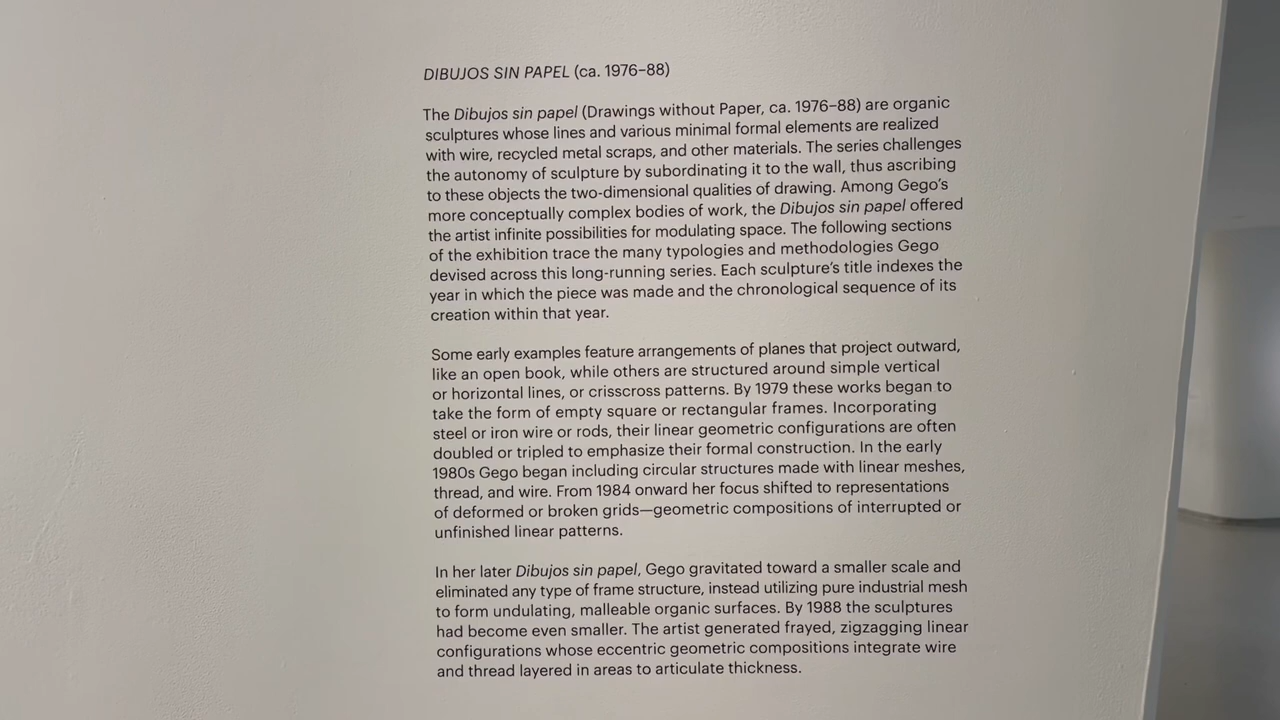 DIBUJOS SIN PAPEL (ca. 1976–88)
The Dibujos sin papel (Drawings without Paper, ca. 1976–88) are organic
sculptures whose lines and various minimal formal elements are realized
with wire, recycled metal scraps, and other materials. The series challenges
the autonomy of sculpture by subordinating it to the wall, thus ascribing
to these objects the two-dimensional qualities of drawing. Among Gego’s
more conceptually complex bodies of work, the Dibujos sin papel offered
the artist infinite possibilities for modulating space. The following sections
of the exhibition trace the many typologies and methodologies Gego
devised across this long-running series. Each sculpture’s title indexes the
year in which the piece was made and the chronological sequence of its
creation within that year.
Some early examples feature arrangements of planes that project outward,
like an open book, while others are structured around simple vertical
or horizontal lines, or crisscross patterns. By 1979 these works began to
take the form of empty square or rectangular frames. Incorporating
steel or iron wire or rods, their linear geometric configurations are often
doubled or tripled to emphasize their formal construction. In the early
1980s Gego began including circular structures made with linear meshes,
thread, and wire. From 1984 onward her focus shifted to representations
of deformed or broken grids—geometric compositions of interrupted or
unfinished linear patterns.
In her later Dibujos sin papel, Gego gravitated toward a smaller scale and
eliminated any type of frame structure, instead utilizing pure industrial mesh
to form undulating, malleable organic surfaces. By 1988 the sculptures
had become even smaller. The artist generated frayed, zigzagging linear
configurations whose eccentric geometric compositions integrate wire
and thread layered in areas to articulate thickness.